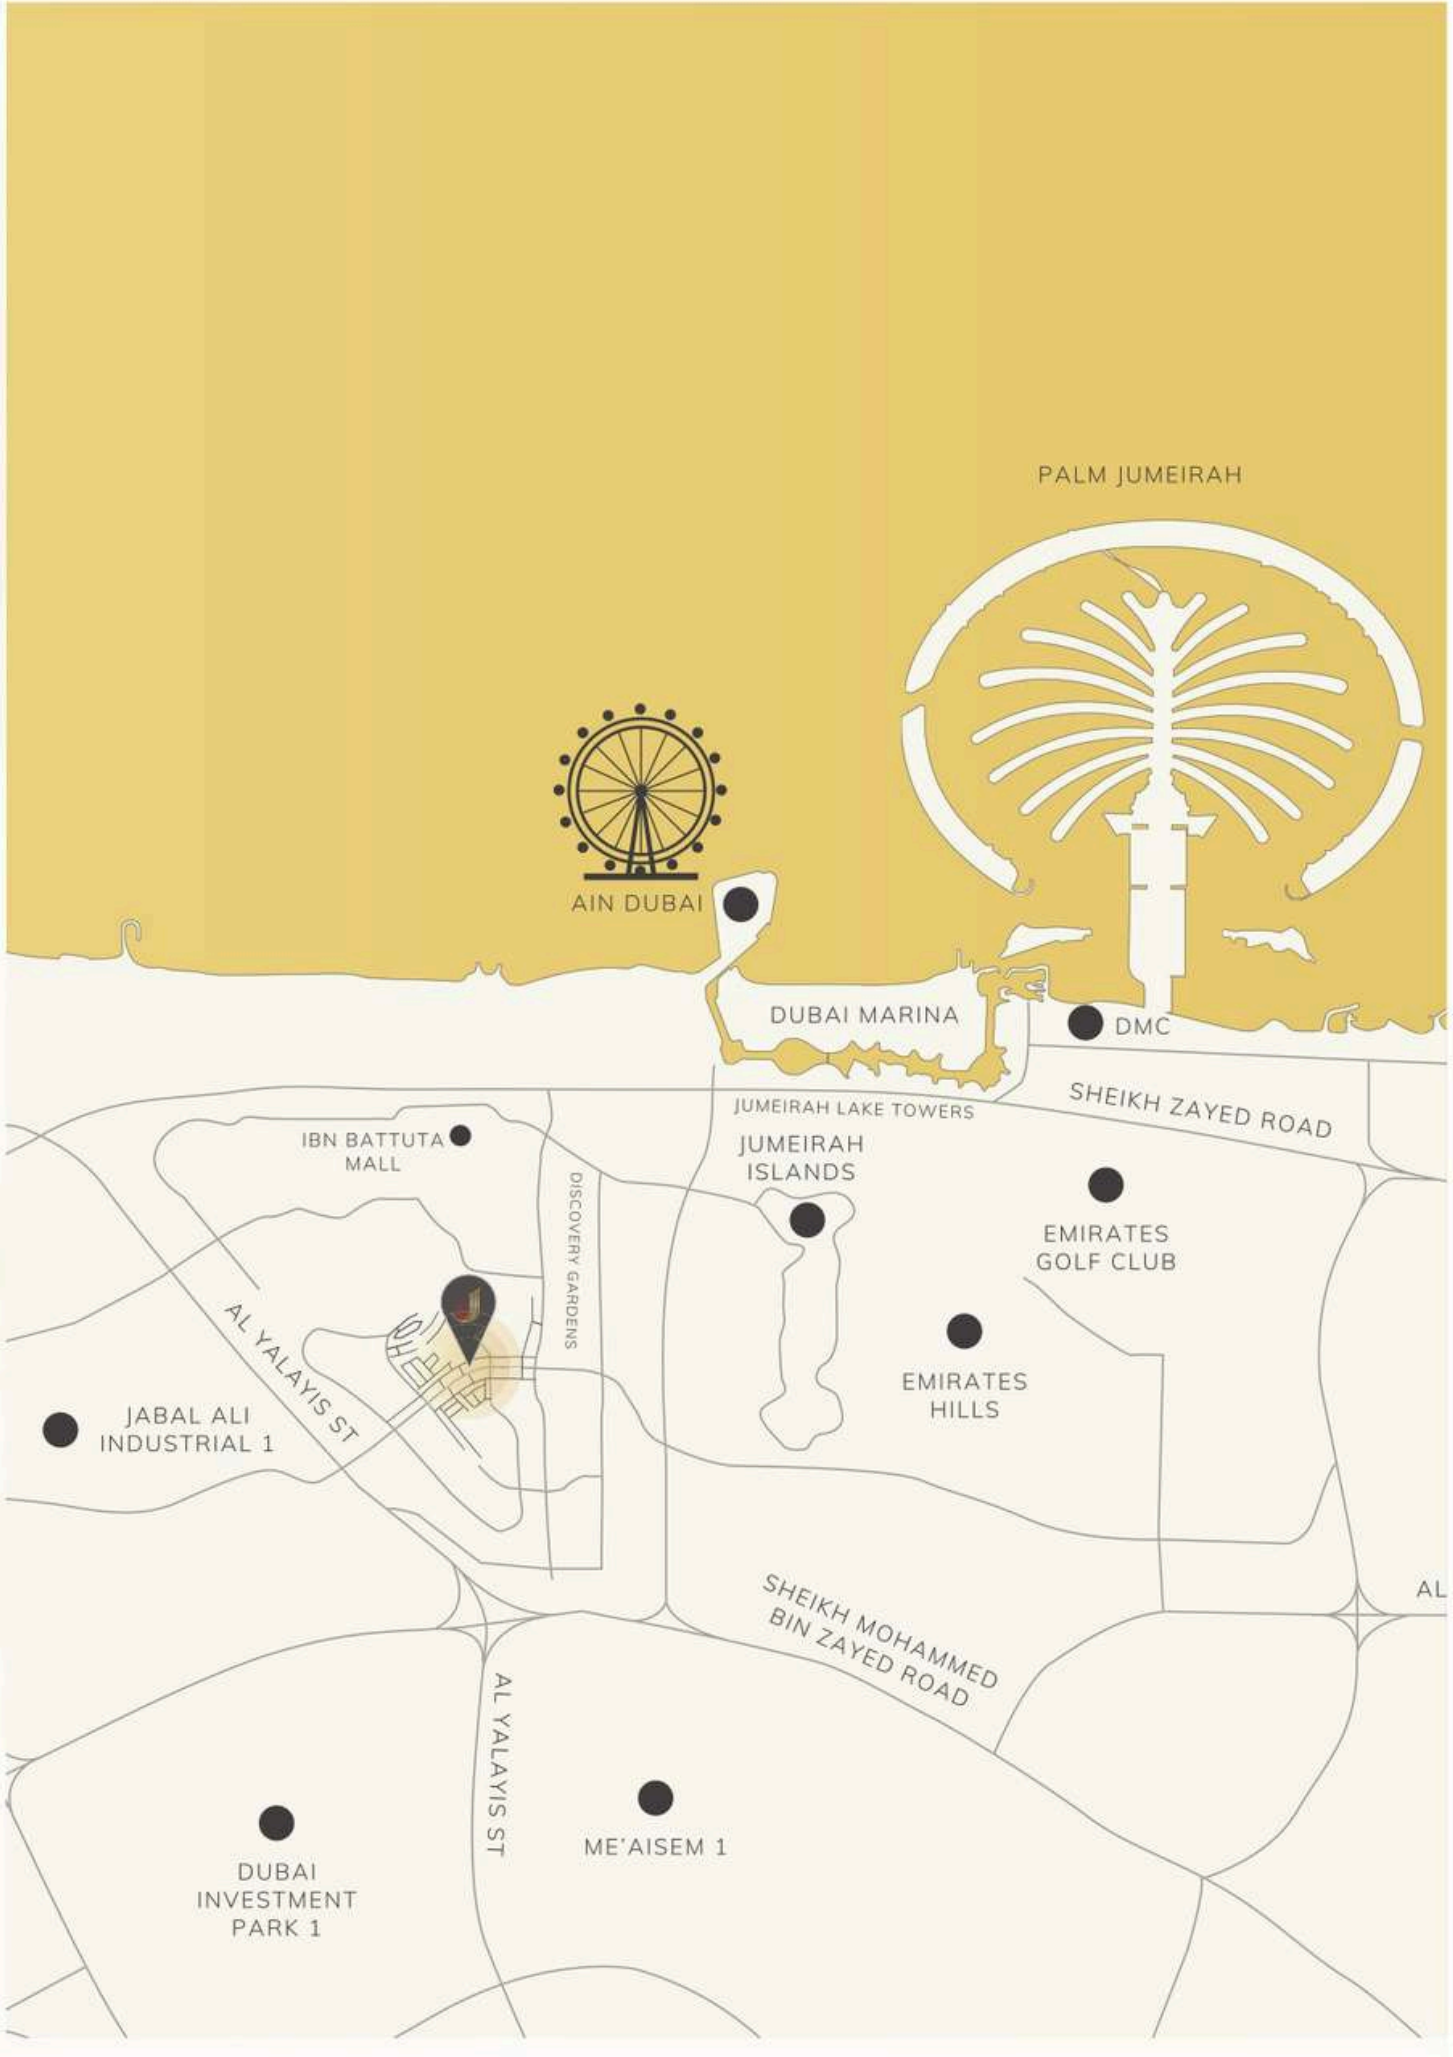 PALM JUMEIRAH
AIN DUBAI
DUBAI MARINA
DMC
SHEIKH ZAYED ROAD
JUMEIRAH LAKE TOWERS
IBN BATTUTA
MALL
JUMEIRAH
ISLANDS
DISCOVERY GARDENS
EMIRATES
GOLF CLUB
J
AL YALAYIS ST
EMIRATES
HILLS
JABAL ALI
INDUSTRIAL 1
SHEIKH MOHAMMED
BIN ZAYED ROAD
AL
AL YALAYIS ST
ME'AISEM 1
DUBAI
INVESTMENT
PARK 1